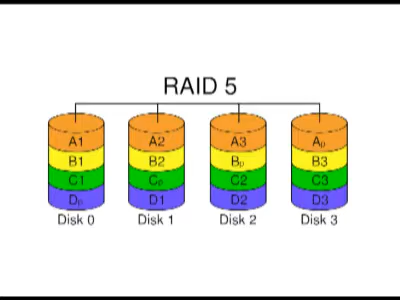 RAID 5
A1 A2 A3 Ap
B1 B2 Bp B3
C1 Cp C2 C3
Dp D1 D2 D3
Disk 0 Disk 1 Disk 2 Disk 3